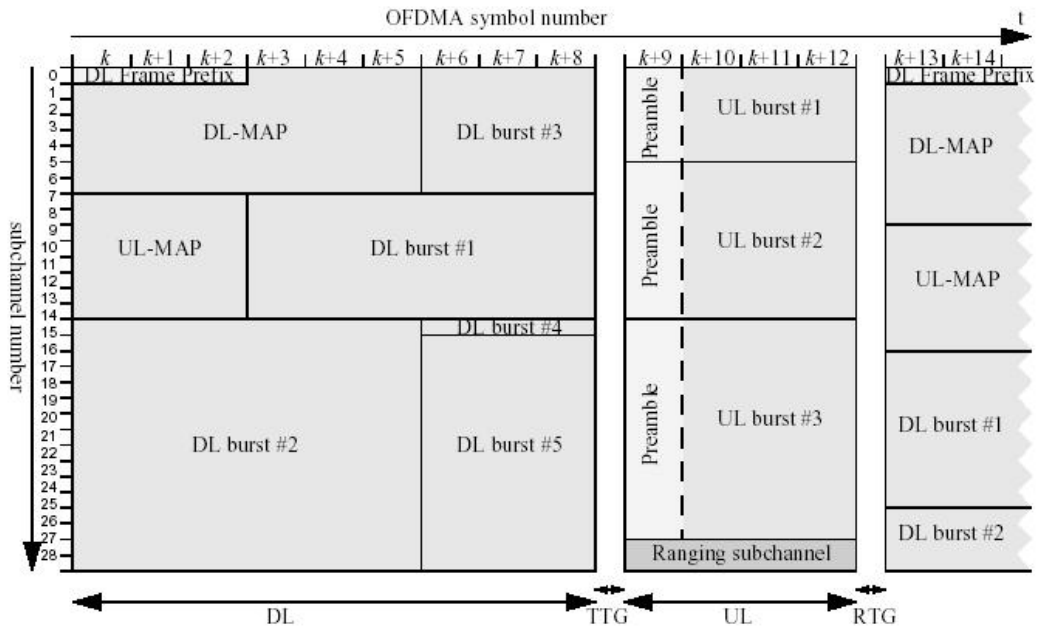 OFDMA symbol number
t
k k+1 k+2 k+3 k+4 k+5 k+6 k+7 k+8 k+9 k+10 k+11 k+12 k+13 k+14
subchannel number
0
1
2
3
4
5
6
7
8
9
10
11
12
13
14
15
16
17
18
19
20
21
22
23
24
25
26
27
28
DL Frame Prefix
DL-MAP
DL burst #3
UL-MAP
DL burst #1
DL burst #4
DL burst #2
DL burst #5
Preamble
UL burst #1
Preamble
UL burst #2
Preamble
UL burst #3
Ranging subchannel
DL Frame Prefix
DL-MAP
UL-MAP
DL burst #1
DL burst #2
DL TTG UL RTG